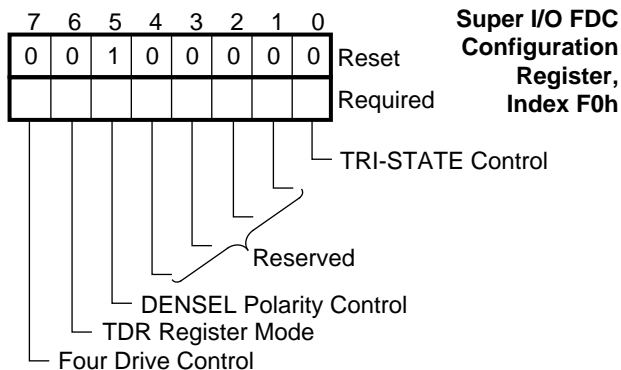 7 6 5 4 3 2 1 0
0 0 1 0 0 0 0 0 Reset
Required
Super I/O FDC
Configuration
Register,
Index F0h
TRI-STATE Control
Reserved
DENSEL Polarity Control
TDR Register Mode
Four Drive Control